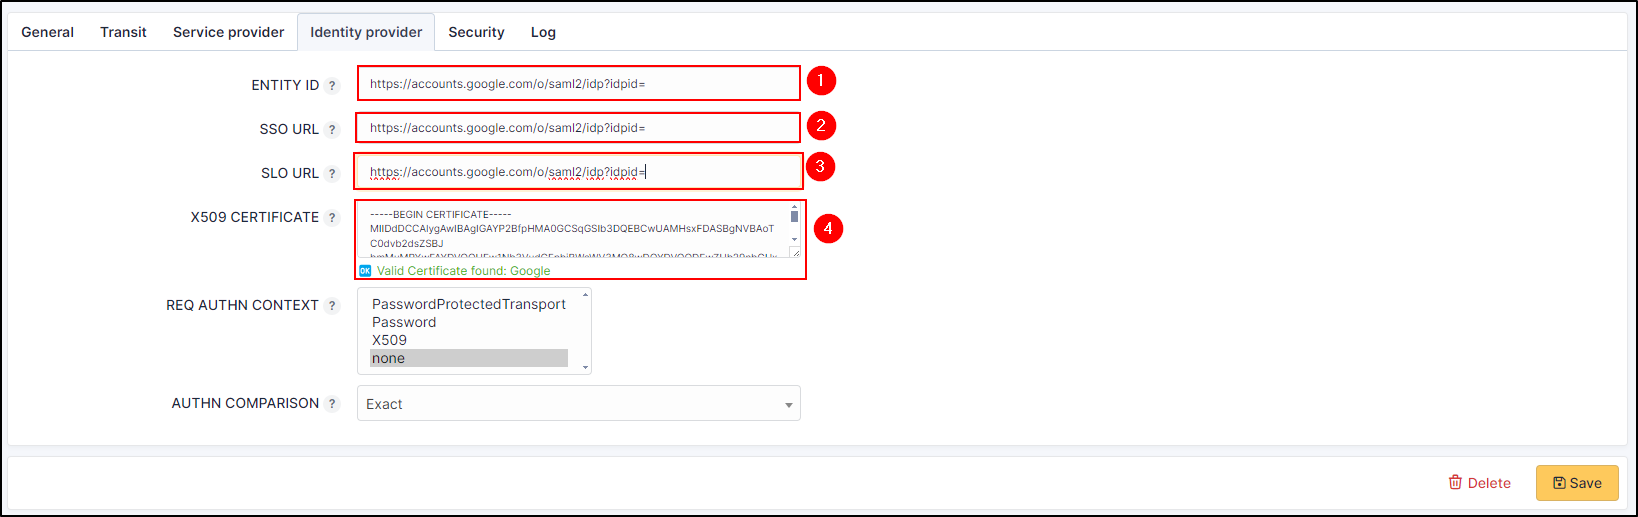 General Transit Service provider Identity provider Security Log
ENTITY ID ? https://accounts.google.com/o/saml2/idp?idpid= 1
SSO URL ? https://accounts.google.com/o/saml2/idp?idpid= 2
SLO URL ? https://accounts.google.com/o/saml2/idp?idpid= 3
X509 CERTIFICATE ? -----BEGIN CERTIFICATE----- 4
MIIDdDCCAlygAwIBAgIGAYP2BfpHMA0GCSqGSIb3DQEBCwUAMHsxFDASBgNVBAoT
C0dvb2dsZSBJ
OK Valid Certificate found: Google
REQ AUTHN CONTEXT ? PasswordProtectedTransport
Password
X509
none
AUTHN COMPARISON ? Exact
Delete Save